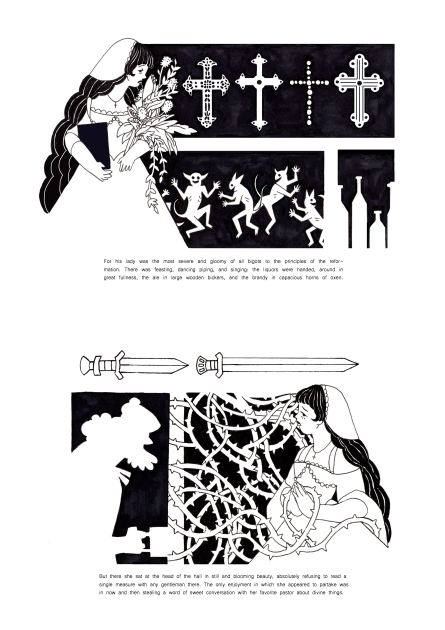 For his lady was the most severe and gloomy of all bigots to the principles of the refor-
mation. There was feasting, dancing piping, and singing: the liquors were handed, around in
great fullness, the ale in large wooden bickers, and the brandy in capacious horns of oxen.
But there she sat at the head of the hall in still and blooming beauty, absolutely refusing to read a
single measure with any gentleman there. The only enjoyment in which she appeared to partake was
in now and then stealing a word of sweet conversation with her favorite pastor about divine things.